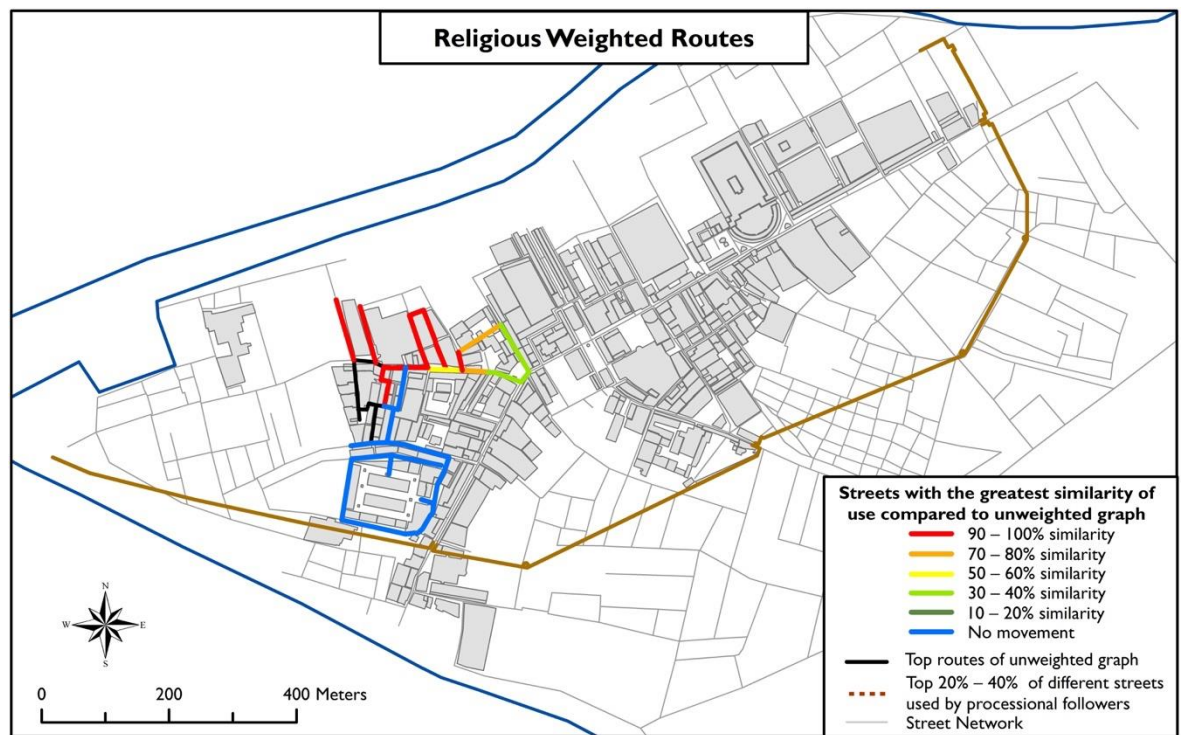 Religious Weighted Routes
Streets with the greatest similarity of
use compared to unweighted graph
90 – 100% similarity
70 – 80% similarity
50 – 60% similarity
30 – 40% similarity
10 – 20% similarity
No movement
Top routes of unweighted graph
Top 20% – 40% of different streets
used by processional followers
Street Network
N
W E
S
0 200 400 Meters